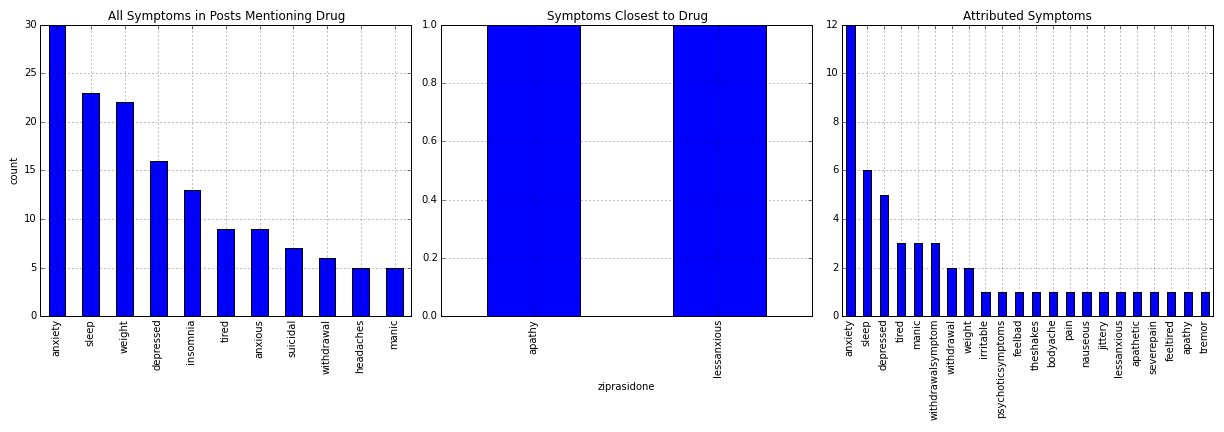 All Symptoms in Posts Mentioning Drug
count
30
25
20
15
10
5
0
anxiety
sleep
weight
depressed
insomnia
tired
anxious
suicidal
withdrawal
headaches
manic
Symptoms Closest to Drug
1.0
0.8
0.6
0.4
0.2
0.0
apathy
lessanxious
ziprasidone
Attributed Symptoms
12
10
8
6
4
2
0
anxiety
sleep
depressed
tired
manic
withdrawalsymptom
withdrawal
weight
irritable
psychoticsymptoms
feelbad
theshakes
bodyache
pain
nauseous
jittery
lessanxious
apathetic
severepain
feeltired
apathy
tremor